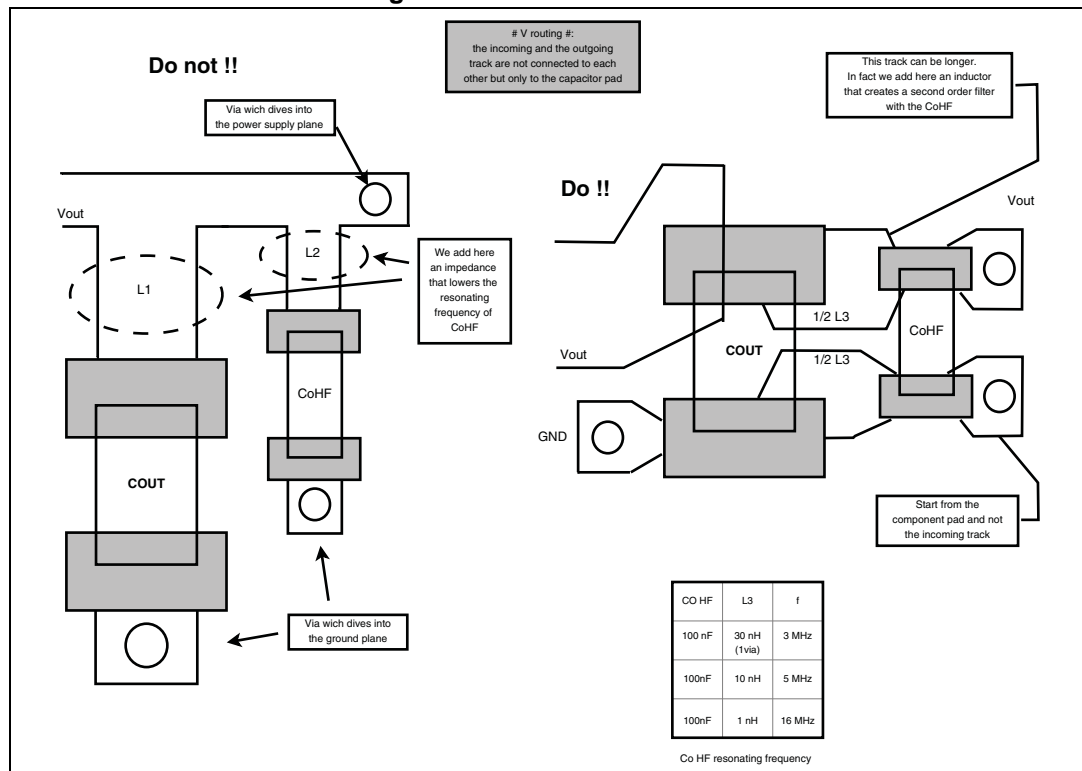 Do not !!
# V routing #:
the incoming and the outgoing
track are not connected to each
other but only to the capacitor pad
This track can be longer.
In fact we add here an inductor
that creates a second order filter
with the CoHF
Via wich dives into
the power supply plane
Do !!
Vout
Vout
L1
L2
We add here
an impedance
that lowers the
resonating
frequency of
CoHF
1/2 L3
CoHF
Vout
COUT
1/2 L3
CoHF
GND
COUT
Start from the
component pad and not
the incoming track
Via wich dives into
the ground plane
CO HF L3 f
100 nF 30 nH 3 MHz
(1via)
100nF 10 nH 5 MHz
100nF 1 nH 16 MHz
Co HF resonating frequency